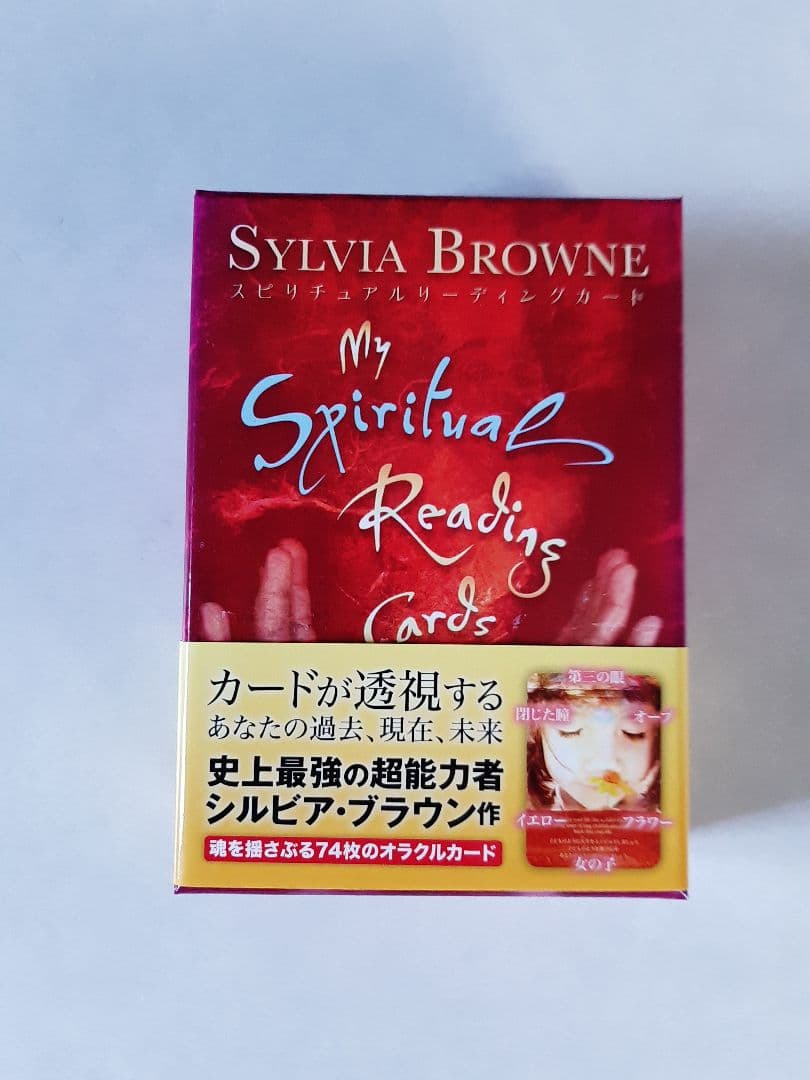 SYLVIA BROWNE
スピリチュアルリーディングカード
My
Spiritual
Reading
Cards
カードが透視する
あなたの過去、現在、未来
史上最強の超能力者
シルビア・ブラウン作
魂を揺さぶる74枚のオラクルカード
第三の眼
閉じた瞳
オーブ
イエロー
フラワー
女の子